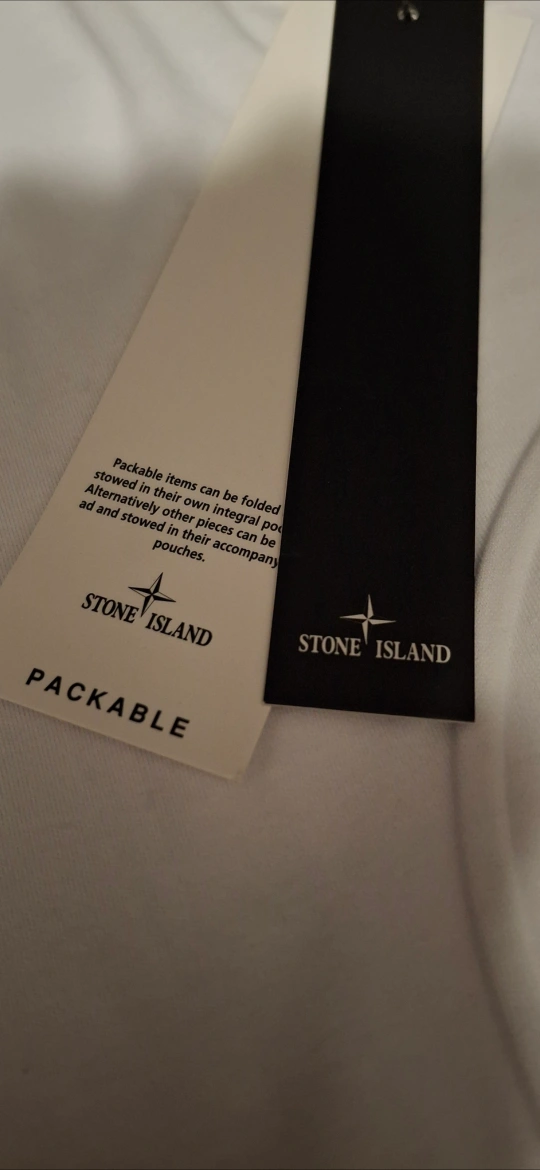 Packable items can be folded
stowed in their own integral
Alternatively other pieces can be
ad and stowed in their
pouches.
STONE ISLAND
PACKABLE
STONE ISLAND